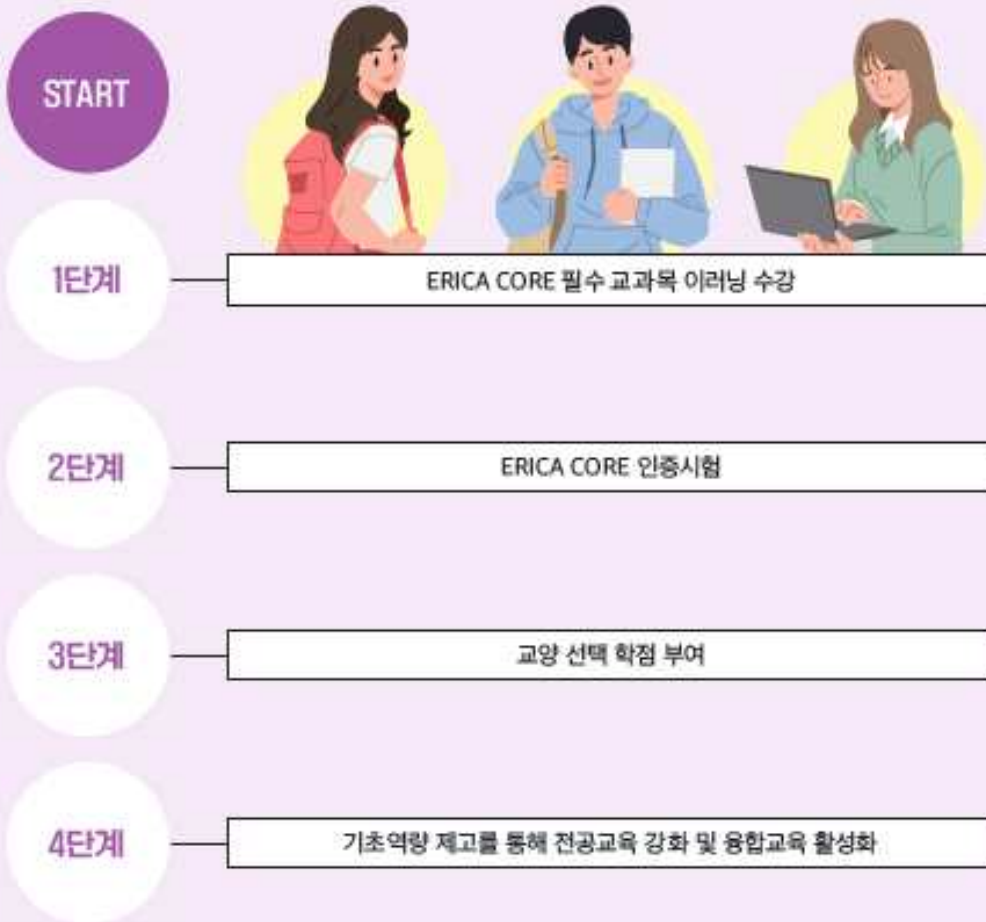 START
1단계
ERICA CORE 필수 교과목 이러닝 수강
2단계
ERICA CORE 인증시험
3단계
교양 선택 학점 부여
4단계
기초역량 제고를 통해 전공교육 강화 및 융합교육 활성화